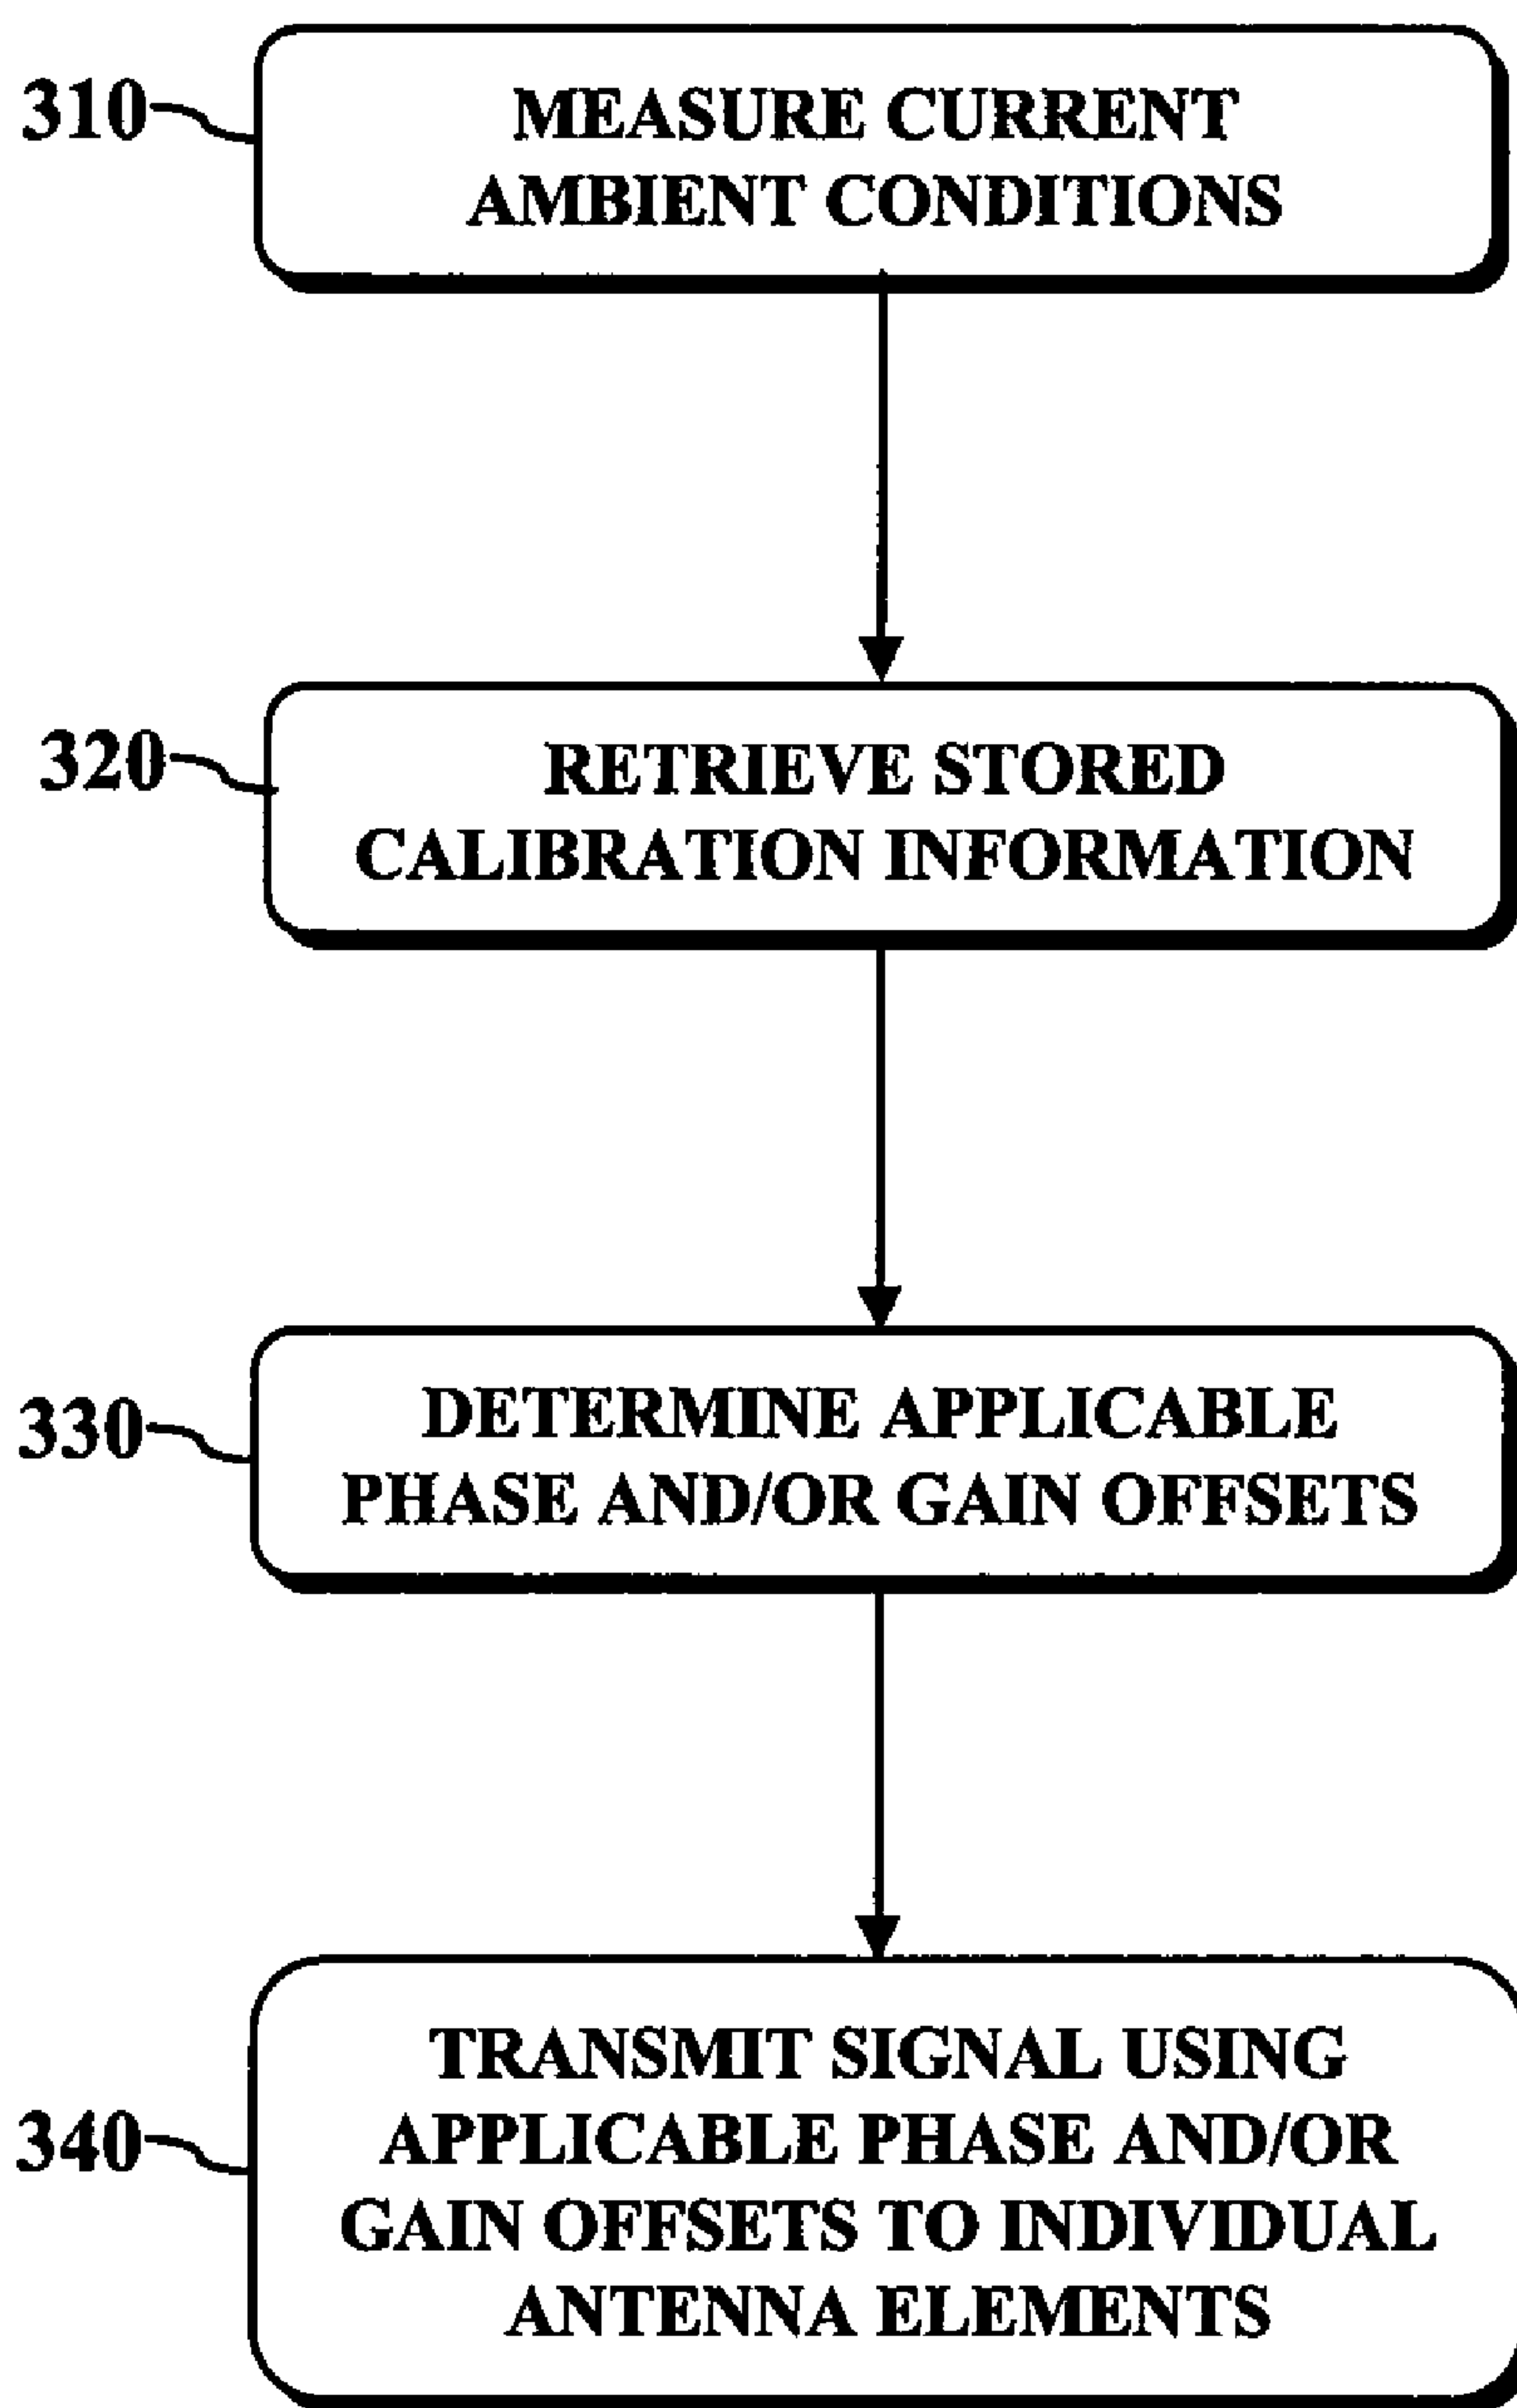 310
MEASURE CURRENT
AMBIENT CONDITIONS
320
RETRIEVE STORED
CALIBRATION INFORMATION
330
DETERMINE APPLICABLE
PHASE AND/OR GAIN OFFSETS
340
TRANSMIT SIGNAL USING
APPLICABLE PHASE AND/OR
GAIN OFFSETS TO INDIVIDUAL
ANTENNA ELEMENTS